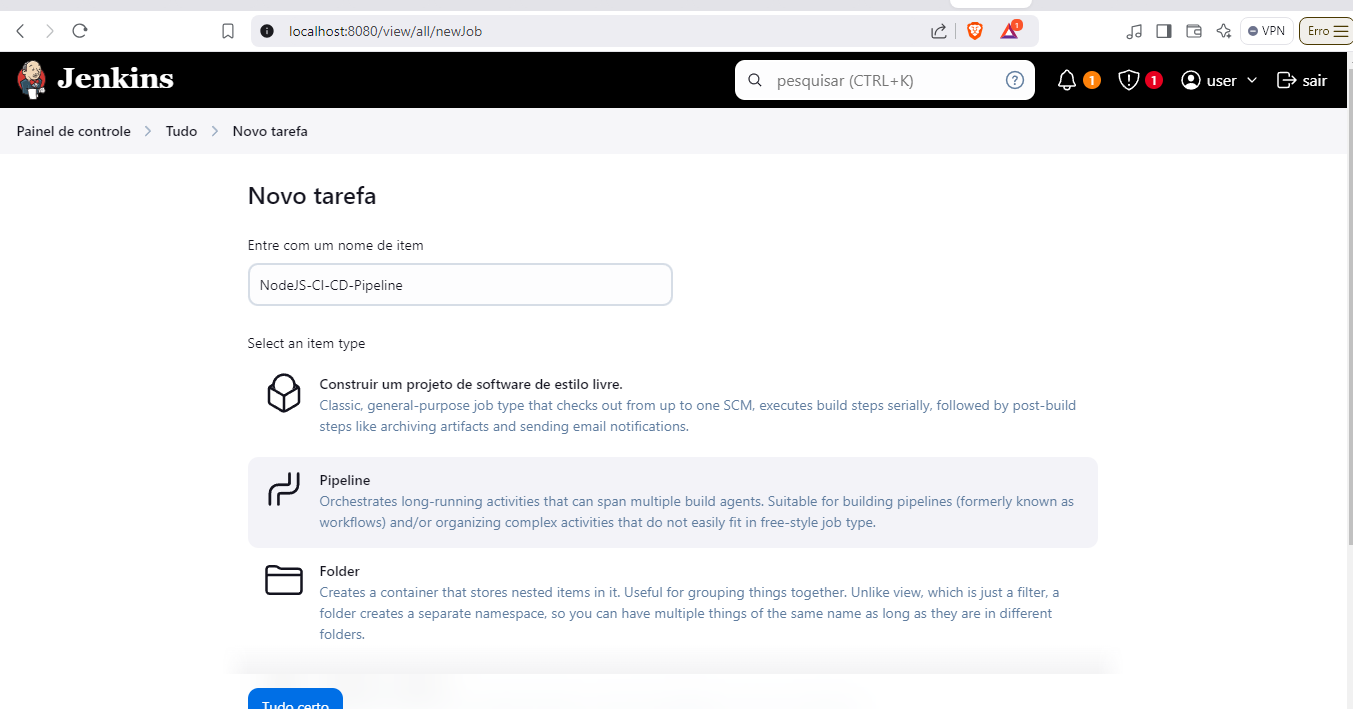 localhost:8080/view/all/newJob
1
VPN
Erro
Jenkins
pesquisar (CTRL+K)
?
1
1
user
sair
Painel de controle
Tudo
Novo tarefa
Novo tarefa
Entre com um nome de item
NodeJS-CI-CD-Pipeline
Select an item type
Construir um projeto de software de estilo livre.
Classic, general-purpose job type that checks out from up to one SCM, executes build steps serially, followed by post-build
steps like archiving artifacts and sending email notifications.
Pipeline
Orchestrates long-running activities that can span multiple build agents. Suitable for building pipelines (formerly known as
workflows) and/or organizing complex activities that do not easily fit in free-style job type.
Folder
Creates a container that stores nested items in it. Useful for grouping things together. Unlike view, which is just a filter, a
folder creates a separate namespace, so you can have multiple things of the same name as long as they are in different
folders.
Tudo certo